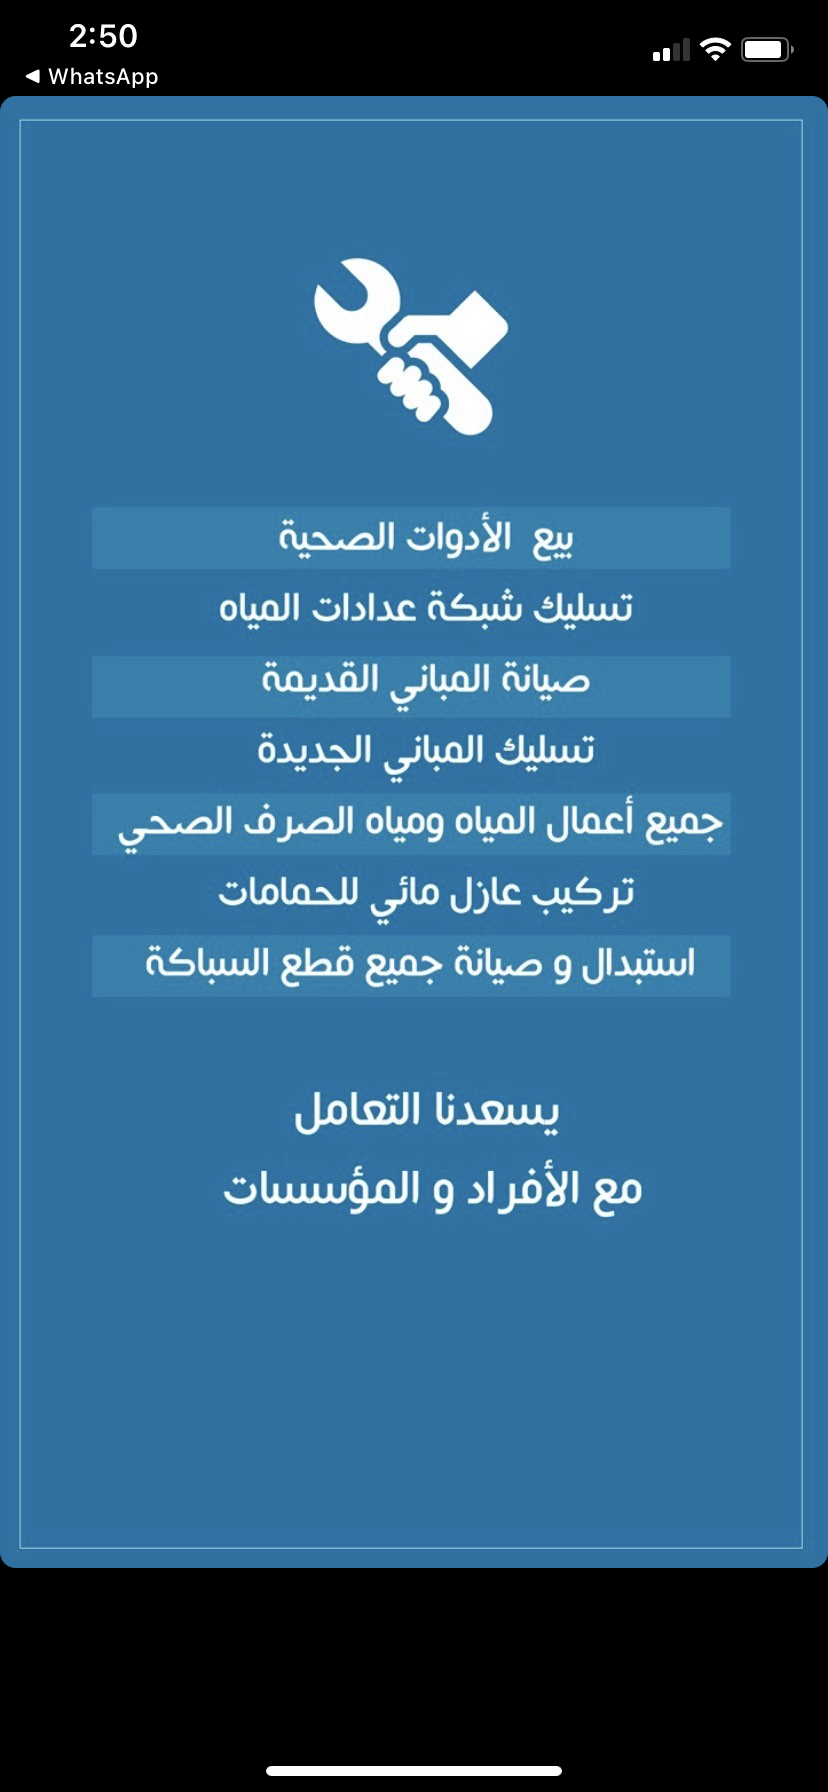 2:50
◀ WhatsApp
بيع الأدوات الصحية
تسليك شبكة عدادات المياه
صيانة المباني القديمة
تسليك المباني الجديدة
جميع أعمال المياه ومياه الصرف الصحي
تركيب عازل مائي للحمامات
استبدال و صيانة جميع قطع السباكة
يسعدنا التعامل
مع الأفراد و المؤسسات